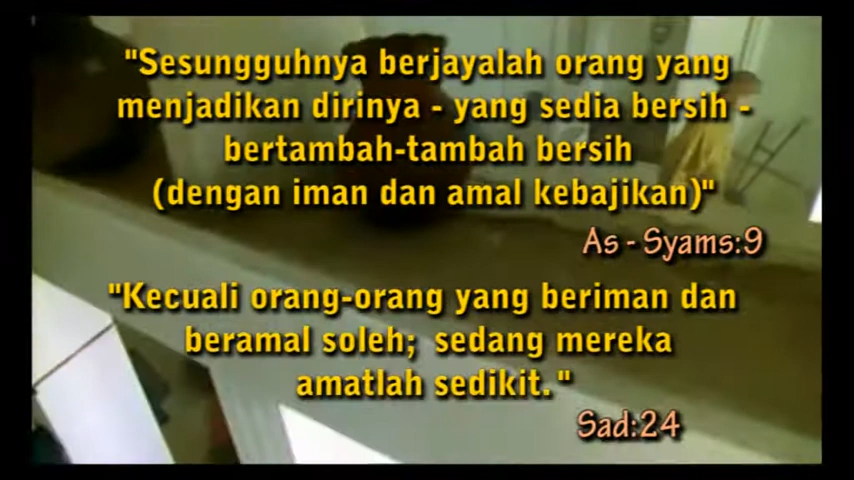 "Sesungguhnya berjayalah orang yang
menjadikan dirinya - yang sedia bersih -
bertambah-tambah bersih
(dengan iman dan amal kebajikan)"
As - Syams:9
"Kecuali orang-orang yang beriman dan
beramal soleh; sedang mereka
amatlah sedikit."
Sad:24